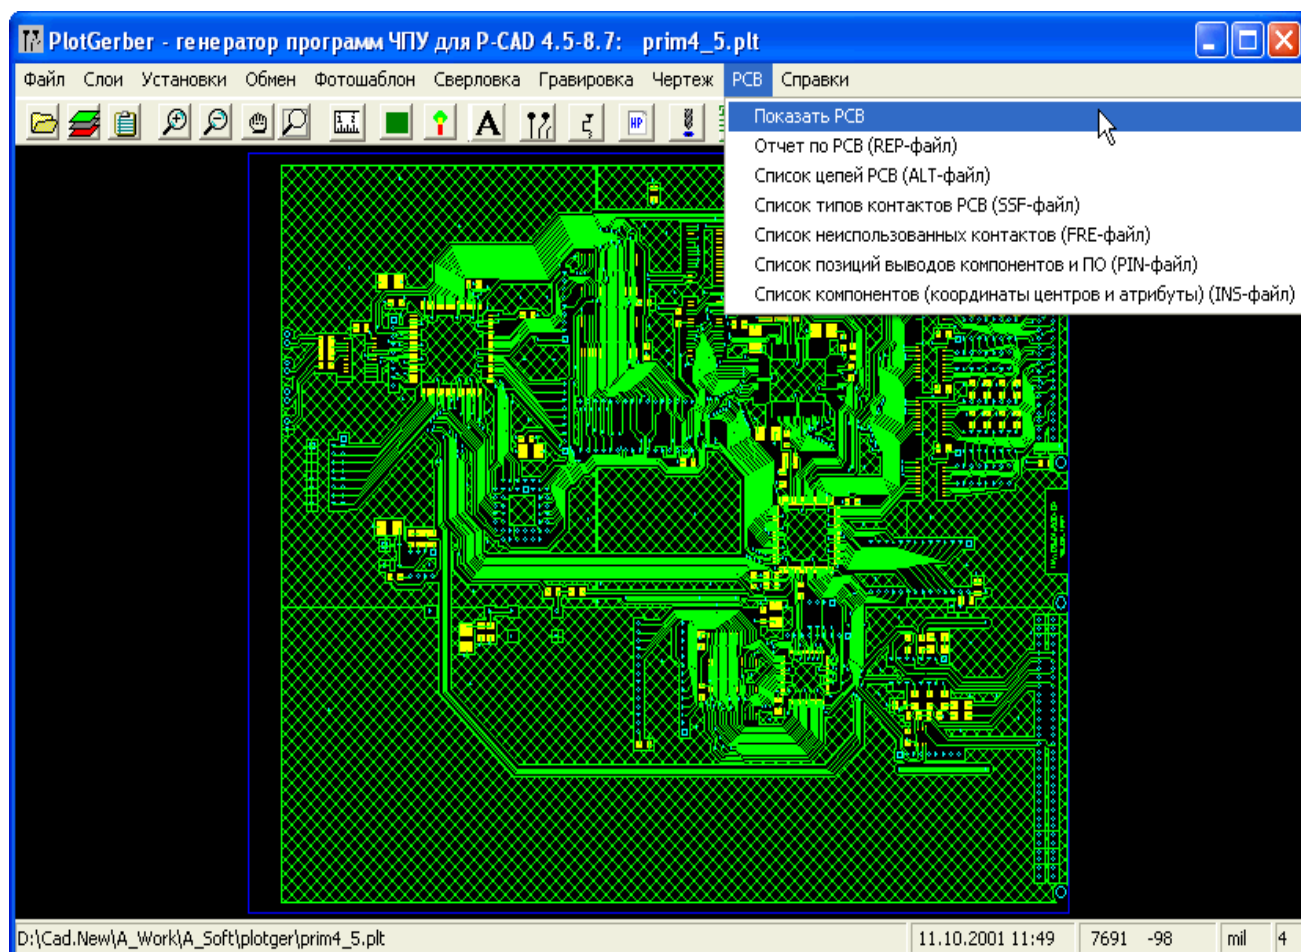 PlotGerber - генератор программ ЧПУ для P-CAD 4.5-8.7: prim4_5.plt
Файл Слои Установки Обмен Фотошаблон Сверловка Гравировка Чертеж PCB Справки
A HP
Показать PCB
Отчет по PCB (REP-файл)
Список цепей PCB (ALT-файл)
Список типов контактов PCB (SSF-файл)
Список неиспользованных контактов (FRE-файл)
Список позиций выводов компонентов и ПО (PIN-файл)
Список компонентов (координаты центров и атрибуты) (INS-файл)
D:\Cad.New\A_Work\A_Soft\plotger\prim4_5.plt 11.10.2001 11:49 7691 -98 mil 4